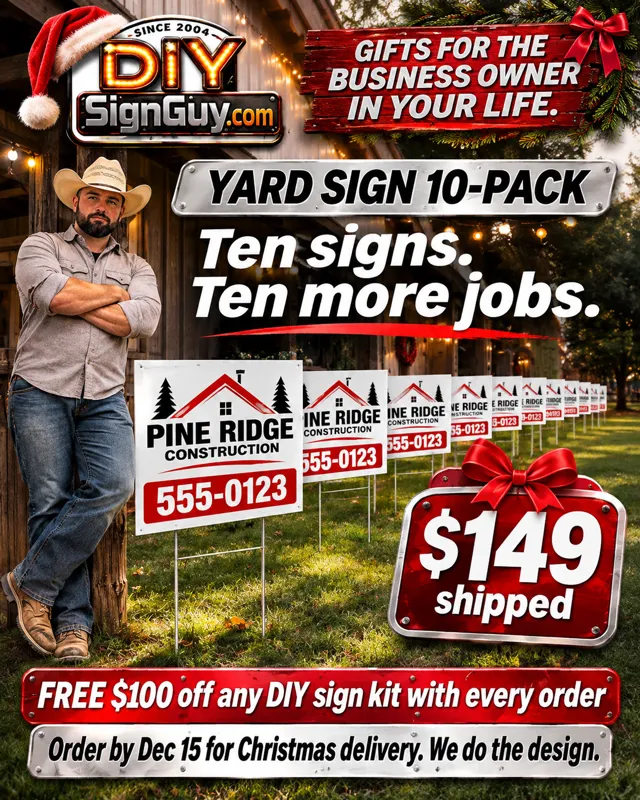 SINCE 2004
DIY
SignGuy.com
GIFTS FOR THE
BUSINESS OWNER
IN YOUR LIFE.
YARD SIGN 10-PACK
Ten signs.
Ten more jobs.
PINE RIDGE
CONSTRUCTION
555-0123
PINE RIDGE
CONSTRUCTION
555-0123
PINE RIDGE
CONSTRUCTION
555-0123
$149
shipped
FREE $100 off any DIY sign kit with every order
Order by Dec 15 for Christmas delivery. We do the design.